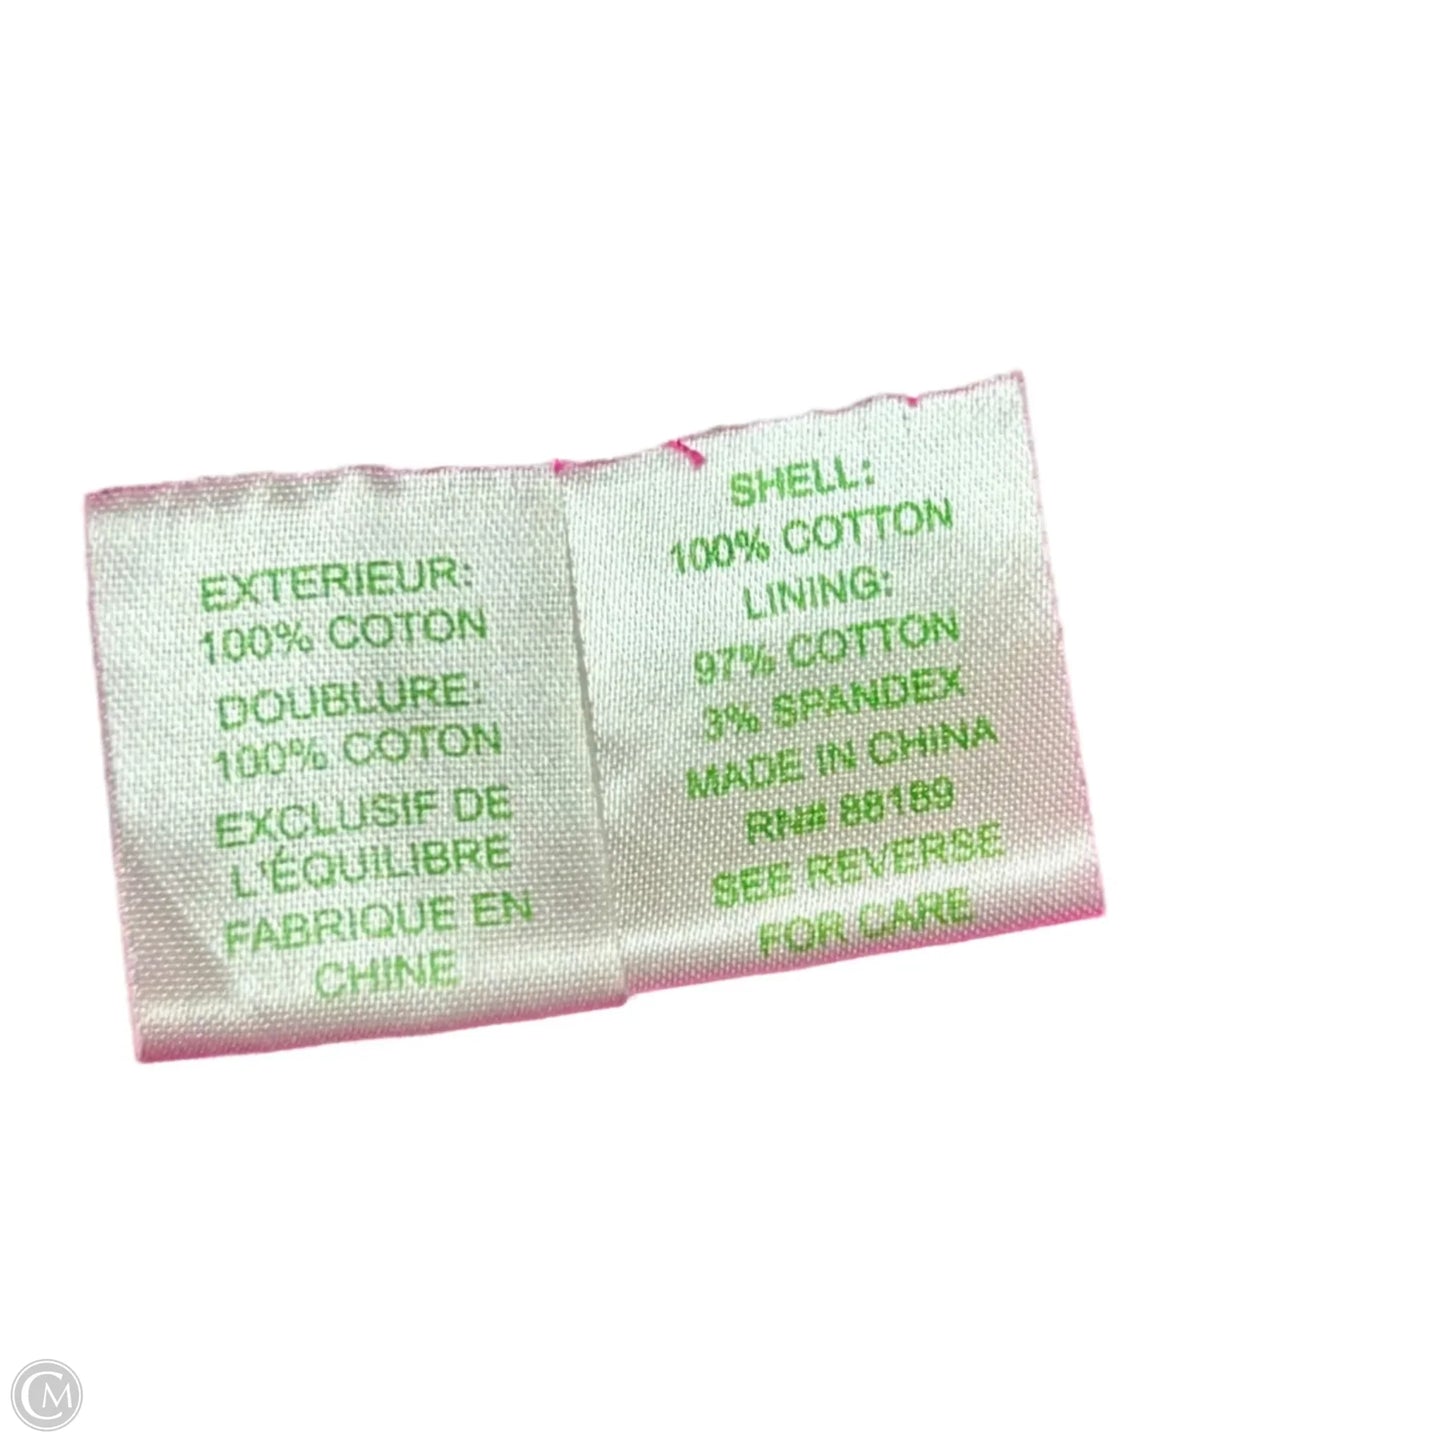 EXTERIEUR:
100% COTON
DOUBLURE:
100% COTON
EXCLUSIF DE
L'ÉQUILIBRE
FABRIQUE EN
CHINE
SHELL:
100% COTTON
LINING:
97% COTTON
3% SPANDEX
MADE IN CHINA
RN# 88189
SEE REVERSE
FOR CARE
CM